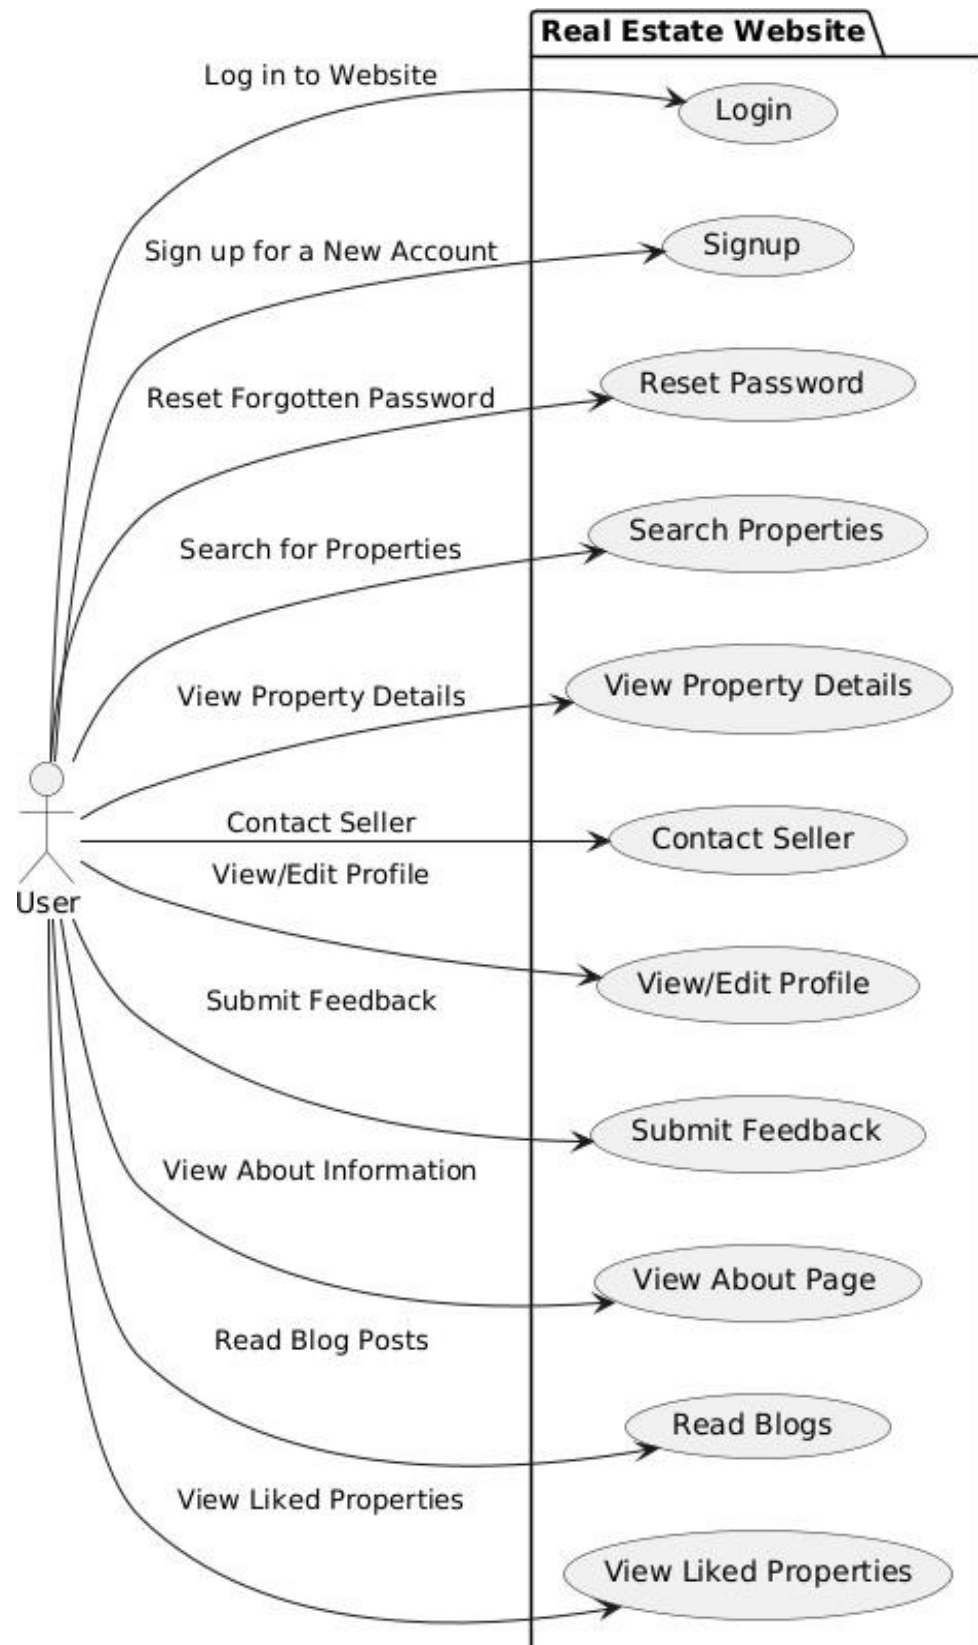 Real Estate Website
Log in to Website
Login
Sign up for a New Account
Signup
Reset Forgotten Password
Reset Password
Search for Properties
Search Properties
View Property Details
View Property Details
Contact Seller
Contact Seller
View/Edit Profile
User
View/Edit Profile
Submit Feedback
Submit Feedback
View About Information
View About Page
Read Blog Posts
Read Blogs
View Liked Properties
View Liked Properties